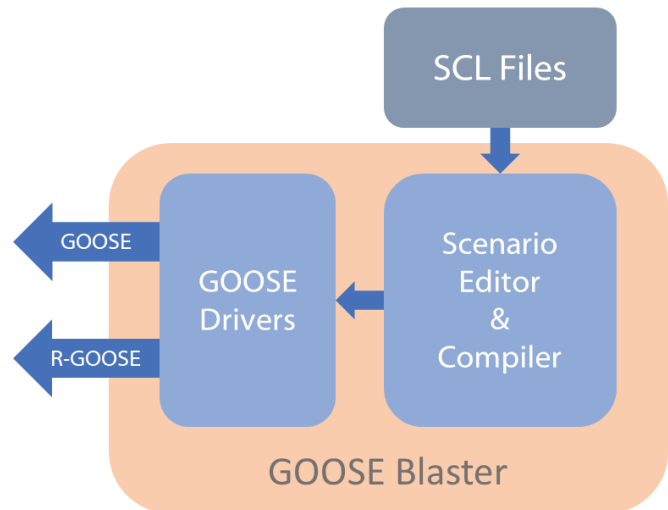 SCL Files
GOOSE
R-GOOSE
GOOSE
Drivers
Scenario
Editor
&
Compiler
GOOSE Blaster